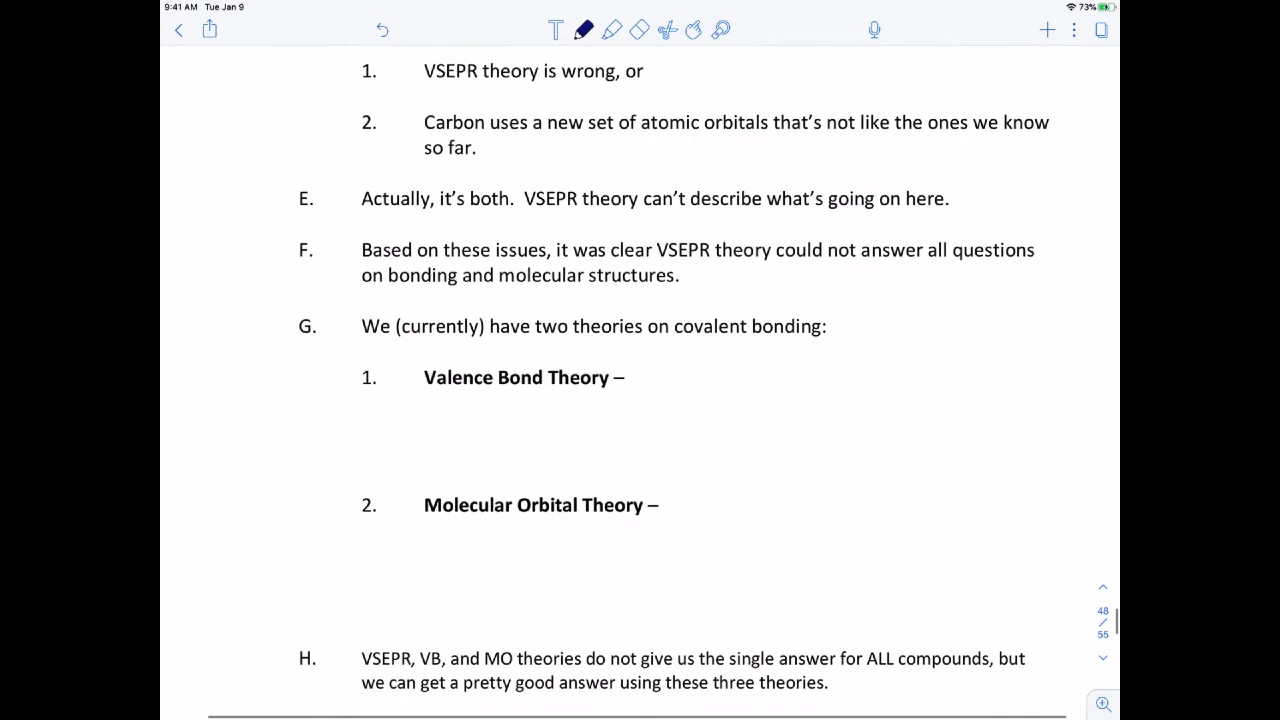 9:41 AM Tue Jan 9 73%
1. VSEPR theory is wrong, or
2. Carbon uses a new set of atomic orbitals that’s not like the ones we know
so far.
E. Actually, it’s both. VSEPR theory can’t describe what’s going on here.
F. Based on these issues, it was clear VSEPR theory could not answer all questions
on bonding and molecular structures.
G. We (currently) have two theories on covalent bonding:
1. Valence Bond Theory –
2. Molecular Orbital Theory –
48
/
55
H. VSEPR, VB, and MO theories do not give us the single answer for ALL compounds, but
we can get a pretty good answer using these three theories.